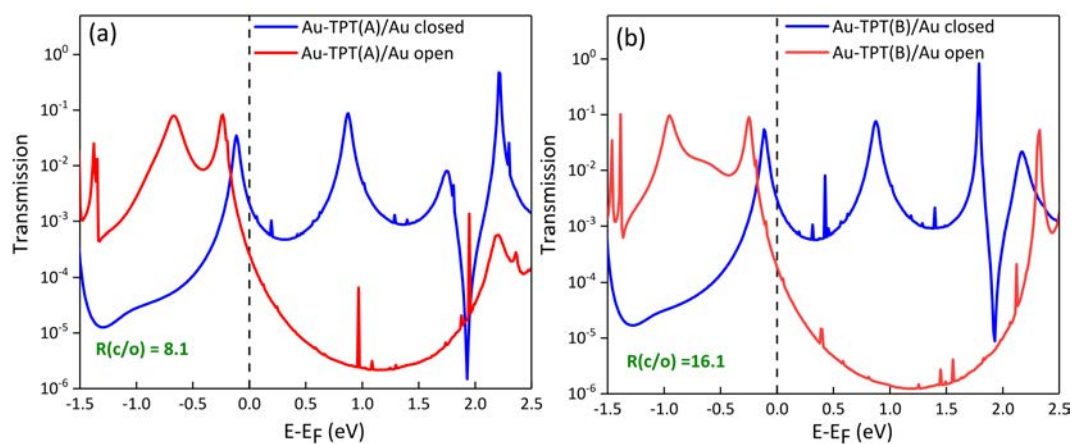 (a)
Au-TPT(A)/Au closed
Au-TPT(A)/Au open
Transmission
10^0
10^-1
10^-2
10^-3
10^-4
10^-5
10^-6
R(c/o) = 8.1
-1.5 -1.0 -0.5 0.0 0.5 1.0 1.5 2.0 2.5
E-E_F (eV)
(b)
Au-TPT(B)/Au closed
Au-TPT(B)/Au open
Transmission
10^0
10^-1
10^-2
10^-3
10^-4
10^-5
10^-6
R(c/o) =16.1
-1.5 -1.0 -0.5 0.0 0.5 1.0 1.5 2.0 2.5
E-E_F (eV)